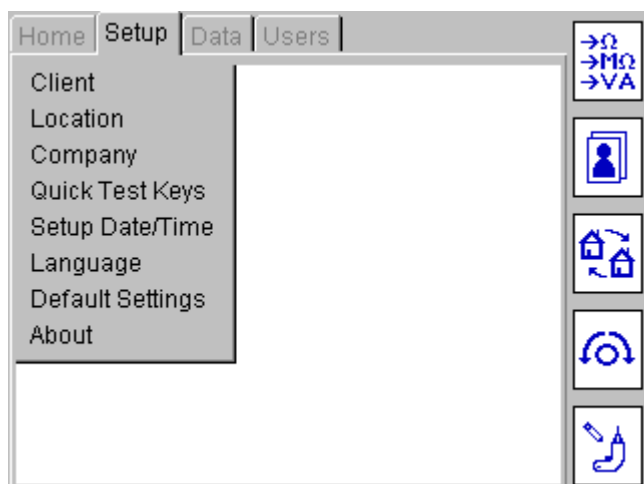 Home Setup Data Users
Client
Location
Company
Quick Test Keys
Setup Date/Time
Language
Default Settings
About
→Ω
→MΩ
→VA